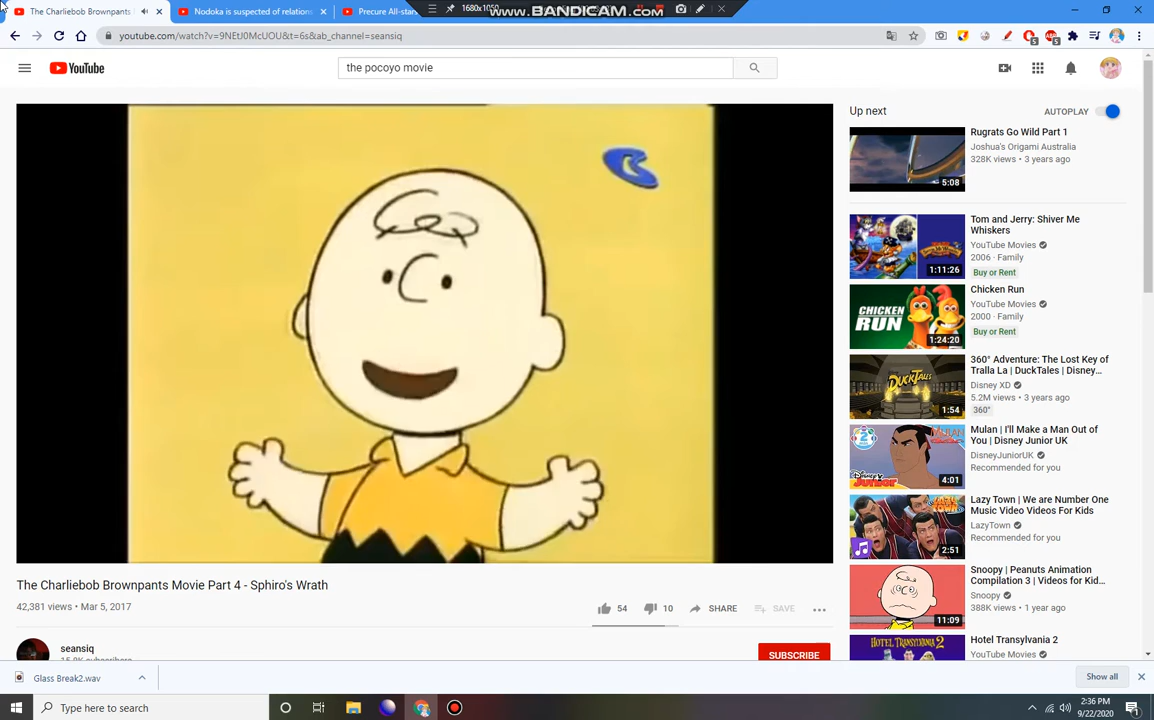 The Charliebob Brownpants
Nodoka is suspected of relations
Precure All-stars
1680x1050
www.BANDICAM.com
youtube.com/watch?v=9NEtJ0McUOU&t=6s&ab_channel=seansiq
5
5
YouTube
the pocoyo movie
Up next
AUTOPLAY
Rugrats Go Wild Part 1
Joshua's Origami Australia
328K views • 3 years ago
5:08
Tom and Jerry: Shiver Me
Whiskers
YouTube Movies
2006 · Family
Buy or Rent
1:11:26
Chicken Run
YouTube Movies
2000 · Family
Buy or Rent
CHICKEN
RUN
1:24:20
360° Adventure: The Lost Key of
Tralla La | DuckTales | Disney...
Disney XD
5.2M views • 3 years ago
360°
DUCKTALES
1:54
Mulan | I'll Make a Man Out of
You | Disney Junior UK
DisneyJuniorUK
Recommended for you
4:01
Lazy Town | We are Number One
Music Video Videos For Kids
LazyTown
Recommended for you
2:51
Snoopy | Peanuts Animation
Compilation 3 | Videos for Kid...
Snoopy
388K views • 1 year ago
11:09
Hotel Transylvania 2
YouTube Movies
HOTEL TRANSYLVANIA 2
The Charliebob Brownpants Movie Part 4 - Sphiro's Wrath
42,381 views • Mar 5, 2017
54
10
SHARE
SAVE
seansiq
SUBSCRIBE
Glass Break2.wav
Show all
Type here to search
2:36 PM
9/22/2020